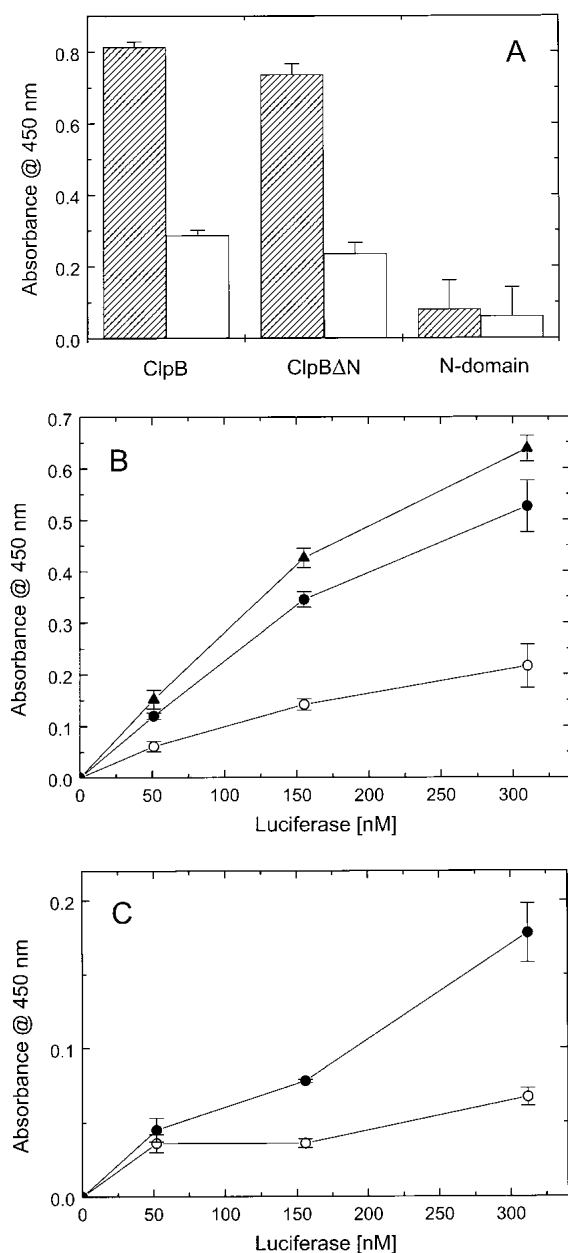 A
Absorbance @ 450 nm
0.8
0.6
0.4
0.2
0.0
ClpB ClpBΔN N-domain
B
Absorbance @ 450 nm
0.7
0.6
0.5
0.4
0.3
0.2
0.1
0.0
0 50 100 150 200 250 300
Luciferase [nM]
C
Absorbance @ 450 nm
0.2
0.1
0.0
0 50 100 150 200 250 300
Luciferase [nM]